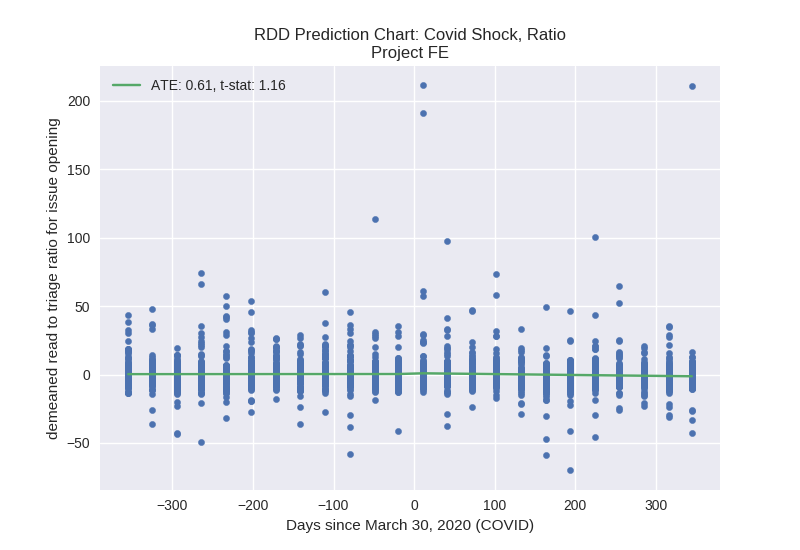 RDD Prediction Chart: Covid Shock, Ratio
Project FE
ATE: 0.61, t-stat: 1.16
demeaned read to triage ratio for issue opening
200
150
100
50
0
−50
−300
−200
−100
0
100
200
300
Days since March 30, 2020 (COVID)